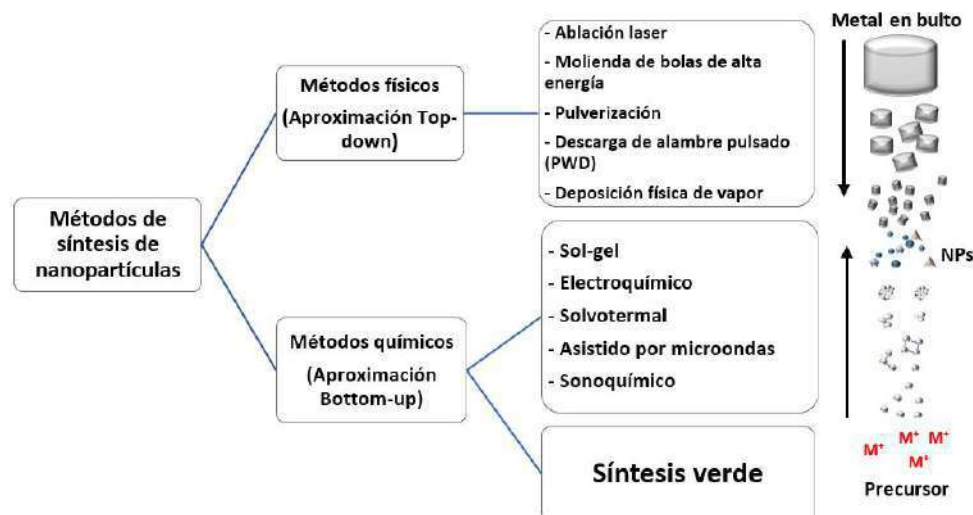 Métodos de
síntesis de
nanopartículas
Métodos físicos
(Aproximación Top-
down)
- Ablación laser
- Molienda de bolas de alta
energía
- Pulverización
- Descarga de alambre pulsado
(PWD)
- Deposición física de vapor
Métodos químicos
(Aproximación
Bottom-up)
- Sol-gel
- Electroquímico
- Solvotermal
- Asistido por microondas
- Sonoquímico
Síntesis verde
Metal en bulto
NPs
M⁺ M⁺ M⁺
M⁺
Precursor